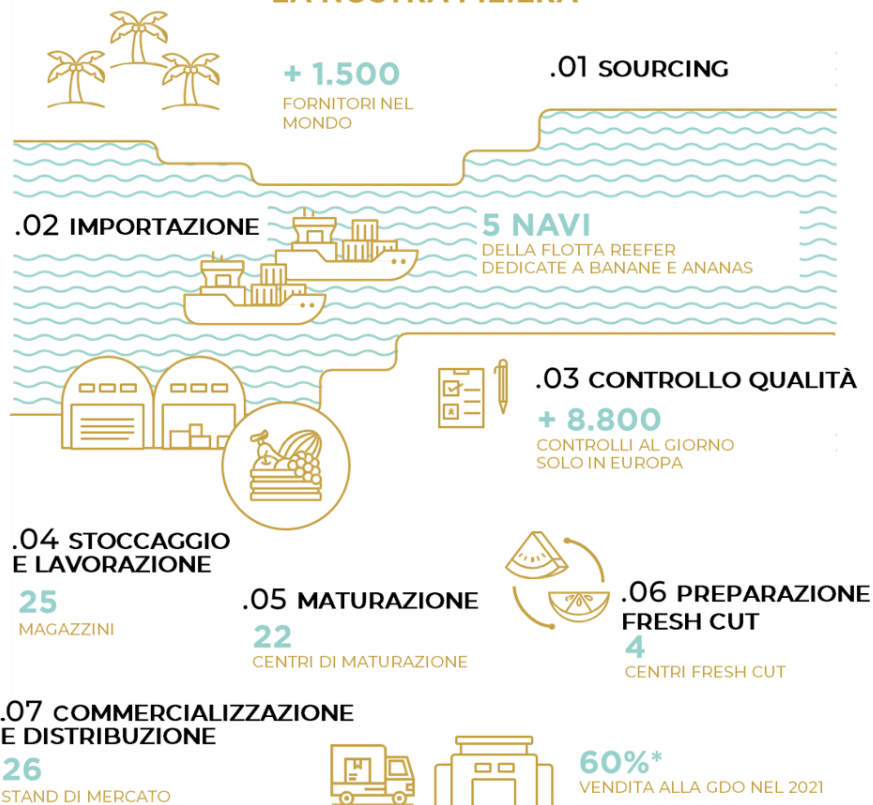 LA NOSTRA FILIERA
+ 1.500
FORNITORI NEL
MONDO
.01 SOURCING
.02 IMPORTAZIONE
5 NAVI
DELLA FLOTTA REEFER
DEDICATE A BANANE E ANANAS
.03 CONTROLLO QUALITÀ
+ 8.800
CONTROLLI AL GIORNO
SOLO IN EUROPA
.04 STOCCAGGIO
E LAVORAZIONE
25
MAGAZZINI
.05 MATURAZIONE
22
CENTRI DI MATURAZIONE
.06 PREPARAZIONE
FRESH CUT
4
CENTRI FRESH CUT
.07 COMMERCIALIZZAZIONE
E DISTRIBUZIONE
26
STAND DI MERCATO
60%*
VENDITA ALLA GDO NEL 2021